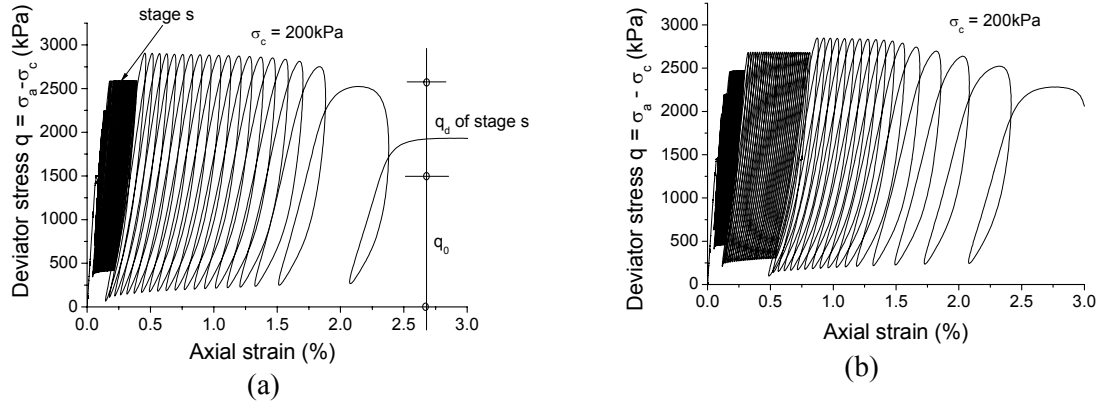 stage s
σc = 200kPa
Deviator stress q = σa-σc (kPa)
3000
2500
2000
1500
1000
500
0
qd of stage s
q0
0.0 0.5 1.0 1.5 2.0 2.5 3.0
Axial strain (%)
(a)
σc = 200kPa
Deviator stress q = σa - σc (kPa)
3000
2500
2000
1500
1000
500
0
0.0 0.5 1.0 1.5 2.0 2.5 3.0
Axial strain (%)
(b)